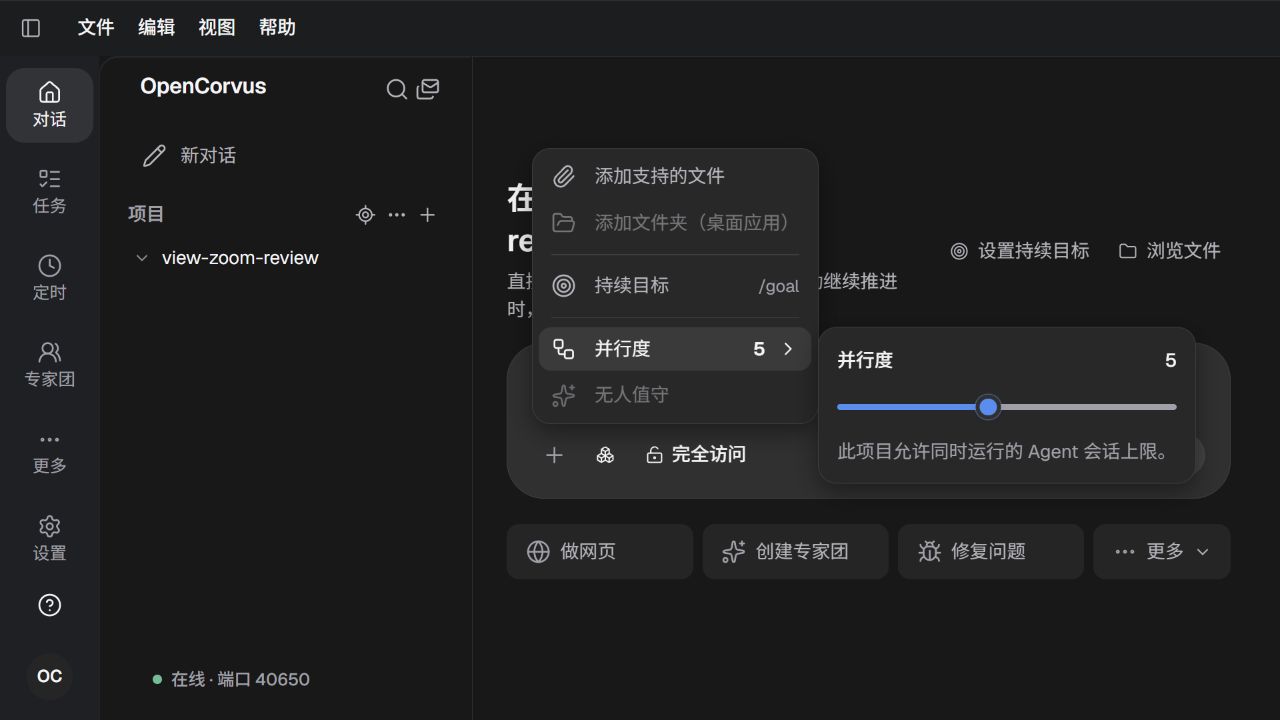 文件 编辑 视图 帮助
对话
任务
定时
专家团
更多
设置
OC
OpenCorvus
新对话
项目
view-zoom-review
在线 · 端口 40650
在
re
设置持续目标
浏览文件
继续推进
时，
添加支持的文件
添加文件夹（桌面应用）
持续目标 /goal
并行度 5
无人值守
并行度 5
此项目允许同时运行的 Agent 会话上限。
完全访问
做网页
创建专家团
修复问题
更多